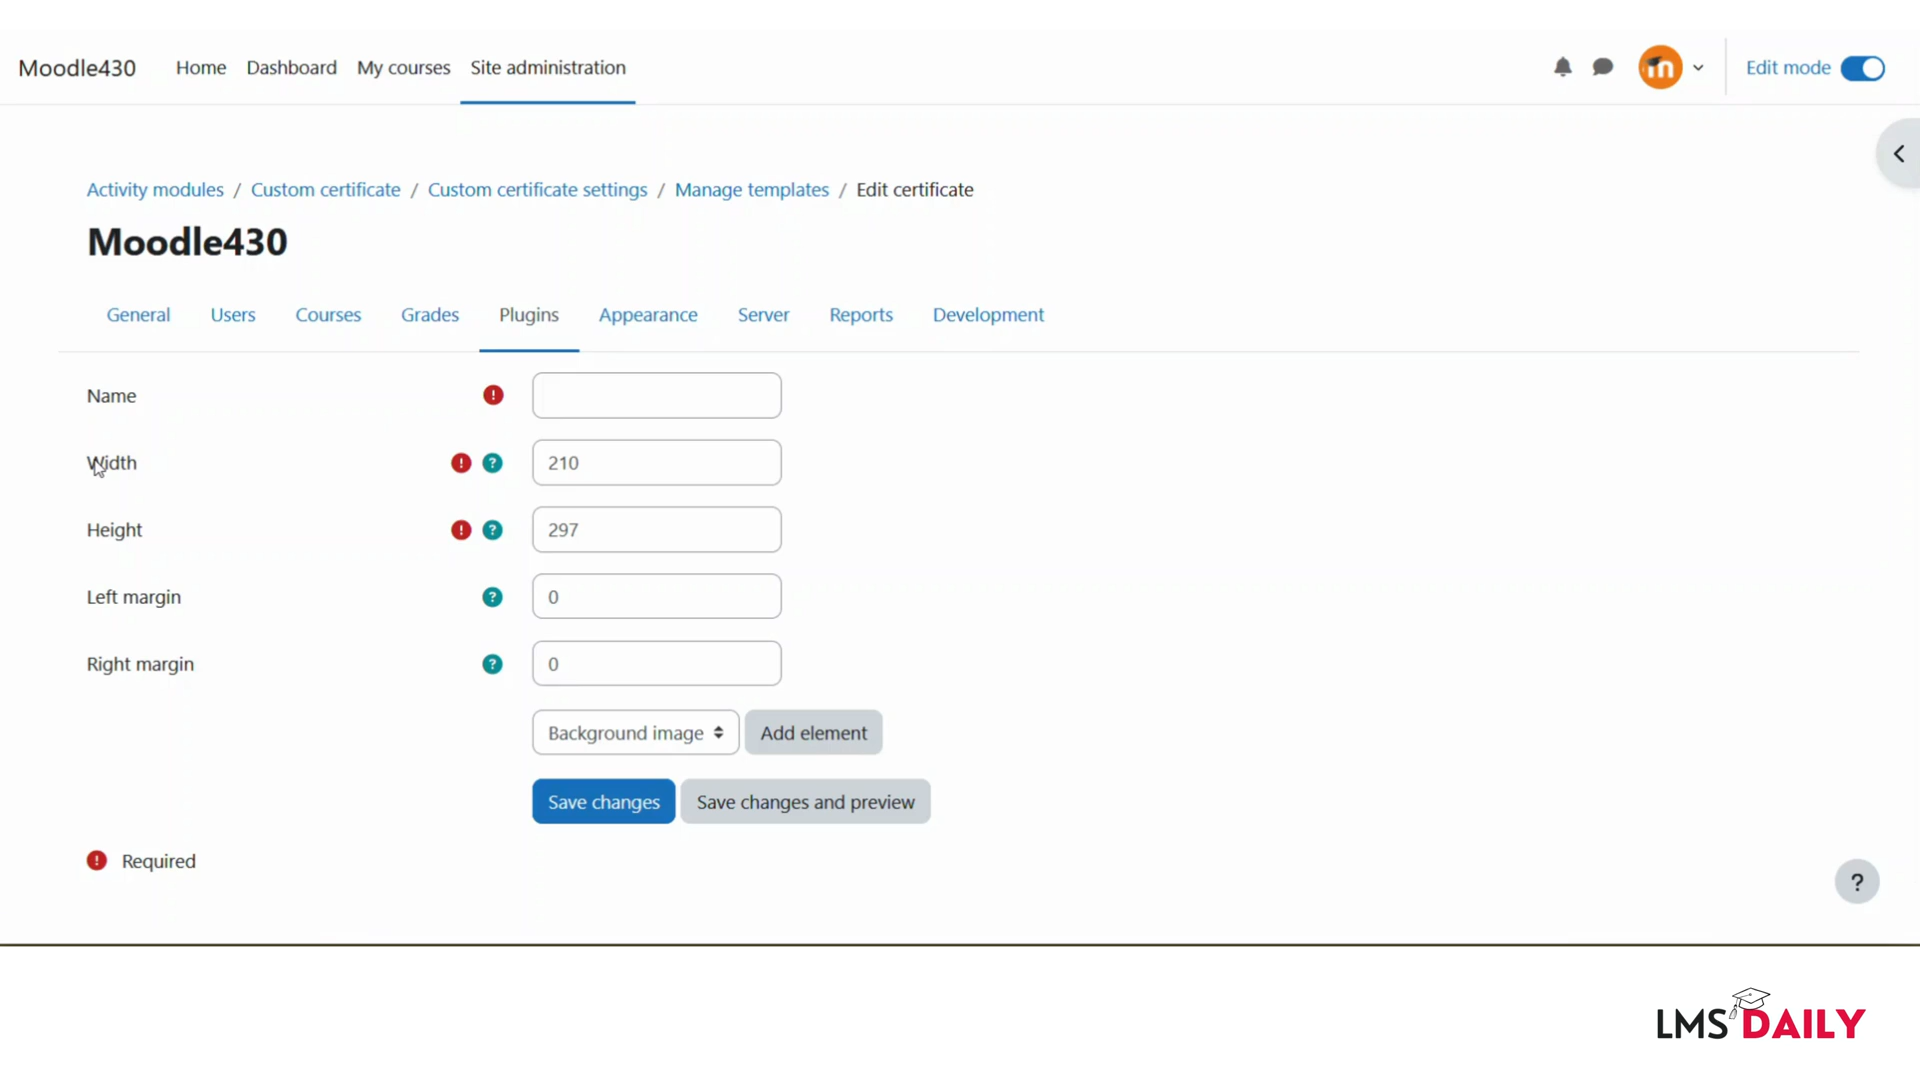 Moodle430 Home Dashboard My courses Site administration Edit mode
Activity modules / Custom certificate / Custom certificate settings / Manage templates / Edit certificate
Moodle430
General Users Courses Grades Plugins Appearance Server Reports Development
Name !
Width ! ? 210
Height ! ? 297
Left margin ? 0
Right margin ? 0
Background image Add element
Save changes Save changes and preview
! Required
?
LMS DAILY